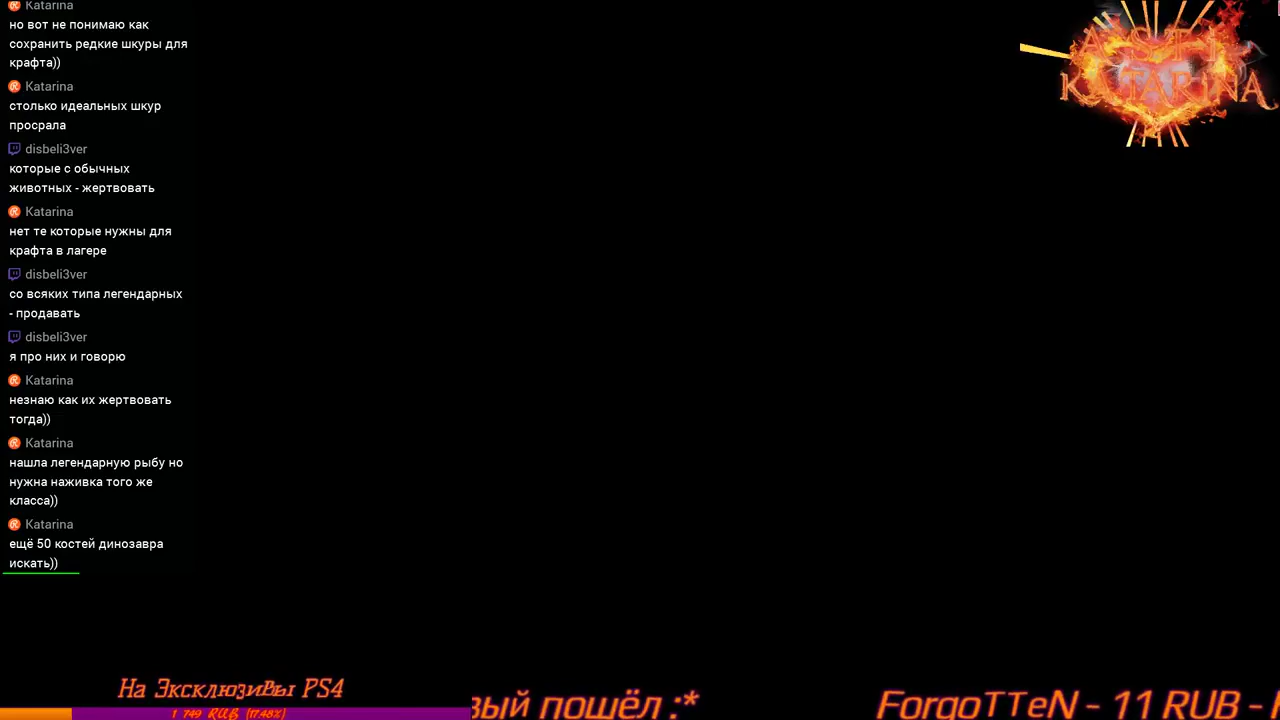 Katarina
но вот не понимаю как
сохранить редкие шкуры для
крафта))
Katarina
столько идеальных шкур
просрала
disbeli3ver
которые с обычных
животных - жертвовать
Katarina
нет те которые нужны для
крафта в лагере
disbeli3ver
со всяких типа легендарных
- продавать
disbeli3ver
я про них и говорю
Katarina
незнаю как их жертвовать
тогда))
Katarina
нашла легендарную рыбу но
нужна наживка того же
класса))
Katarina
ещё 50 костей динозавра
искать))
ASTI
KATARINA
На Эксклюзивы PS4
1 749 RUB (17.48%)
вый пошёл :*
ForgoTTeN - 11 RUB -